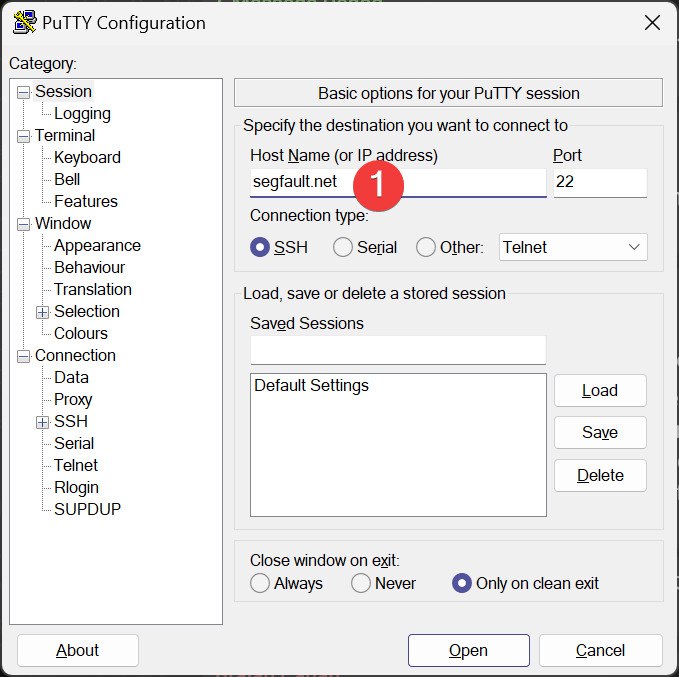 PuTTY Configuration
Category:
Session
Logging
Terminal
Keyboard
Bell
Features
Window
Appearance
Behaviour
Translation
Selection
Colours
Connection
Data
Proxy
SSH
Serial
Telnet
Rlogin
SUPDUP
Basic options for your PuTTY session
Specify the destination you want to connect to
Host Name (or IP address) Port
segfault.net 1 22
Connection type:
SSH Serial Other: Telnet
Load, save or delete a stored session
Saved Sessions
Default Settings
Load
Save
Delete
Close window on exit:
Always Never Only on clean exit
About Open Cancel